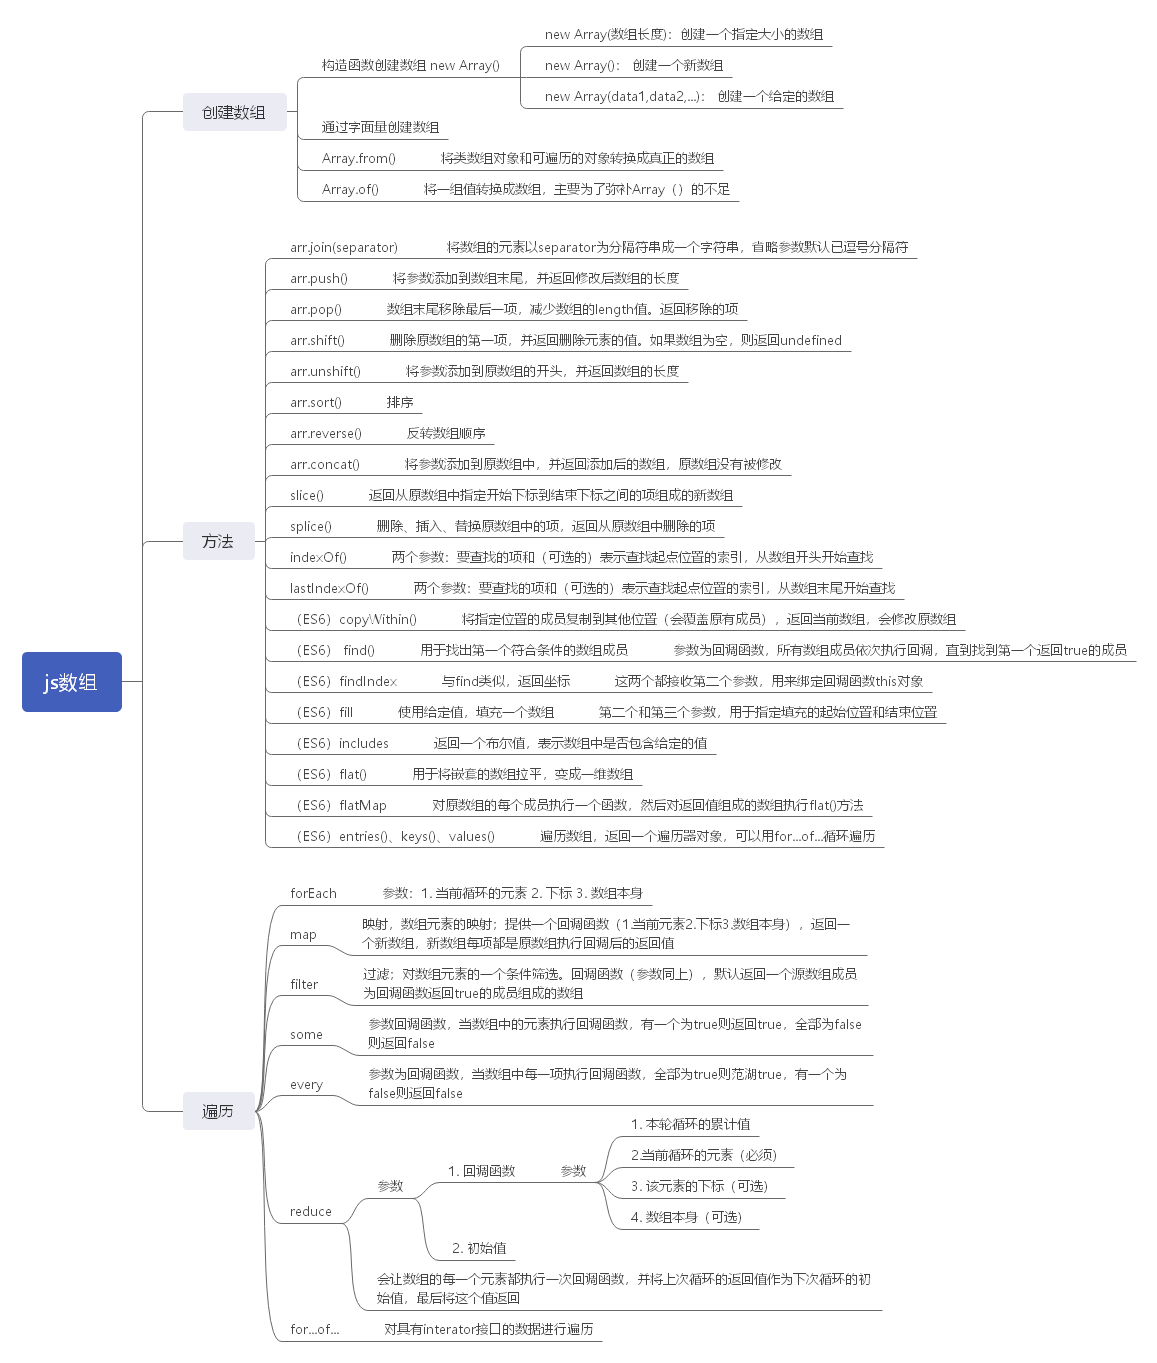 js数组
创建数组
构造函数创建数组 new Array()
new Array(数组长度)：创建一个指定大小的数组
new Array()： 创建一个新数组
new Array(data1,data2,...)： 创建一个给定的数组
通过字面量创建数组
Array.from() 将类数组对象和可遍历的对象转换成真正的数组
Array.of() 将一组值转换成数组，主要为了弥补Array（）的不足
方法
arr.join(separator) 将数组的元素以separator为分隔符串成一个字符串，省略参数默认已逗号分隔符
arr.push() 将参数添加到数组末尾，并返回修改后数组的长度
arr.pop() 数组末尾移除最后一项，减少数组的length值。返回移除的项
arr.shift() 删除原数组的第一项，并返回删除元素的值。如果数组为空，则返回undefined
arr.unshift() 将参数添加到原数组的开头，并返回数组的长度
arr.sort() 排序
arr.reverse() 反转数组顺序
arr.concat() 将参数添加到原数组中，并返回添加后的数组，原数组没有被修改
slice() 返回从原数组中指定开始下标到结束下标之间的项组成的新数组
splice() 删除、插入、替换原数组中的项，返回从原数组中删除的项
indexOf() 两个参数：要查找的项和（可选的）表示查找起点位置的索引，从数组开头开始查找
lastIndexOf() 两个参数：要查找的项和（可选的）表示查找起点位置的索引，从数组末尾开始查找
（ES6）copyWithin() 将指定位置的成员复制到其他位置（会覆盖原有成员），返回当前数组，会修改原数组
（ES6） find() 用于找出第一个符合条件的数组成员 参数为回调函数，所有数组成员依次执行回调，直到找到第一个返回true的成员
（ES6）findIndex 与find类似，返回坐标 这两个都接收第二个参数，用来绑定回调函数this对象
（ES6）fill 使用给定值，填充一个数组 第二个和第三个参数，用于指定填充的起始位置和结束位置
（ES6）includes 返回一个布尔值，表示数组中是否包含给定的值
（ES6）flat() 用于将嵌套的数组拉平，变成一维数组
（ES6）flatMap 对原数组的每个成员执行一个函数，然后对返回值组成的数组执行flat()方法
（ES6）entries()、keys()、values() 遍历数组，返回一个遍历器对象，可以用for...of...循环遍历
遍历
forEach 参数：1. 当前循环的元素 2. 下标 3. 数组本身
map
映射，数组元素的映射；提供一个回调函数（1.当前元素2.下标3.数组本身），返回一
个新数组，新数组每项都是原数组执行回调后的返回值
filter
过滤；对数组元素的一个条件筛选。回调函数（参数同上），默认返回一个源数组成员
为回调函数返回true的成员组成的数组
some
参数回调函数，当数组中的元素执行回调函数，有一个为true则返回true，全部为false
则返回false
every
参数为回调函数，当数组中每一项执行回调函数，全部为true则范湖true，有一个为
false则返回false
reduce
参数
1. 回调函数 参数
1. 本轮循环的累计值
2.当前循环的元素（必须）
3. 该元素的下标（可选）
4. 数组本身（可选）
2. 初始值
会让数组的每一个元素都执行一次回调函数，并将上次循环的返回值作为下次循环的初
始值，最后将这个值返回
for...of... 对具有interator接口的数据进行遍历